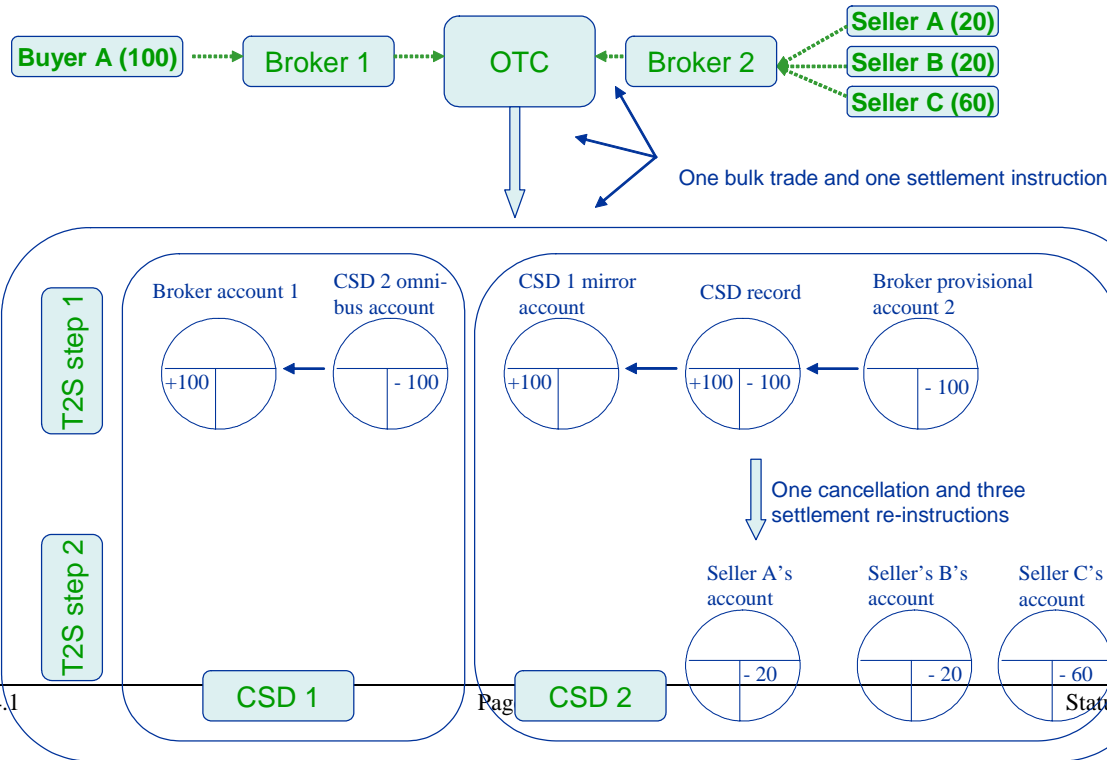 Buyer A (100)
Broker 1
OTC
Broker 2
Seller A (20)
Seller B (20)
Seller C (60)
One bulk trade and one settlement instruction
T2S step 1
Broker account 1
CSD 2 omni-
bus account
CSD 1 mirror
account
CSD record
Broker provisional
account 2
+100
- 100
+100
+100
- 100
- 100
One cancellation and three
settlement re-instructions
T2S step 2
Seller A's
account
Seller's B's
account
Seller C's
account
- 20
- 20
- 60
CSD 1
CSD 2
.1
Pag
Statu